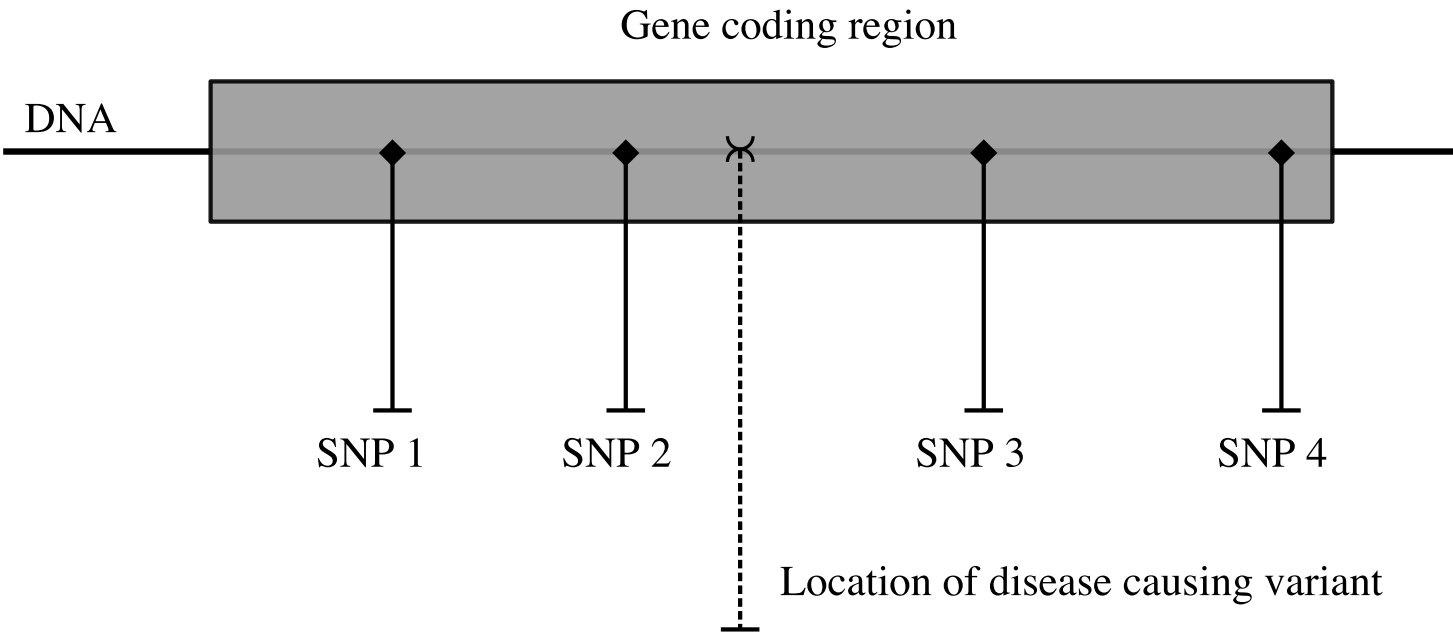 Gene coding region
DNA
SNP 1
SNP 2
SNP 3
SNP 4
Location of disease causing variant